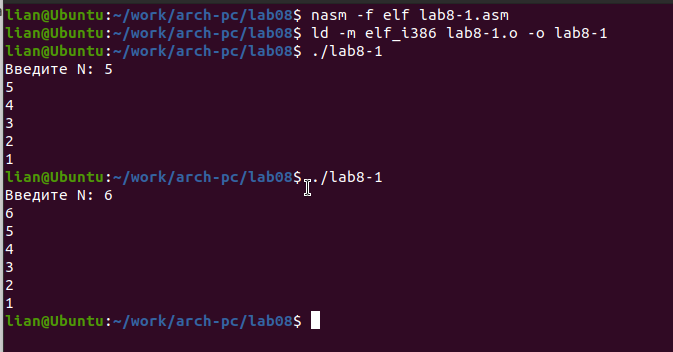 lian@Ubuntu:~/work/arch-pc/lab08$ nasm -f elf lab8-1.asm
lian@Ubuntu:~/work/arch-pc/lab08$ ld -m elf_i386 lab8-1.o -o lab8-1
lian@Ubuntu:~/work/arch-pc/lab08$ ./lab8-1
Введите N: 5
5
4
3
2
1
lian@Ubuntu:~/work/arch-pc/lab08$ ./lab8-1
Введите N: 6
6
5
4
3
2
1
lian@Ubuntu:~/work/arch-pc/lab08$